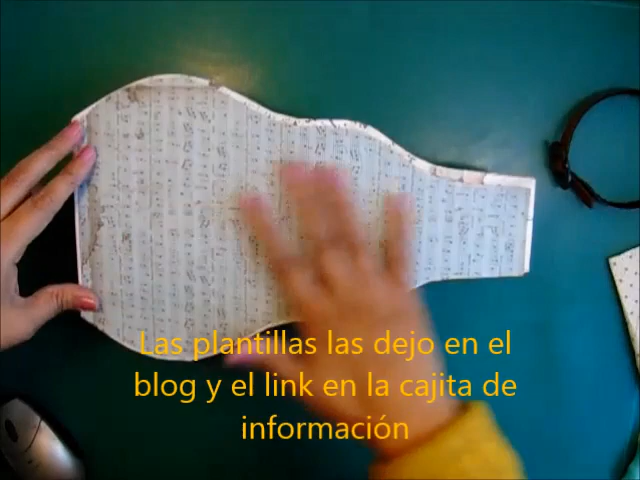 Las plantillas las dejo en el
blog y el link en la cajita de
información